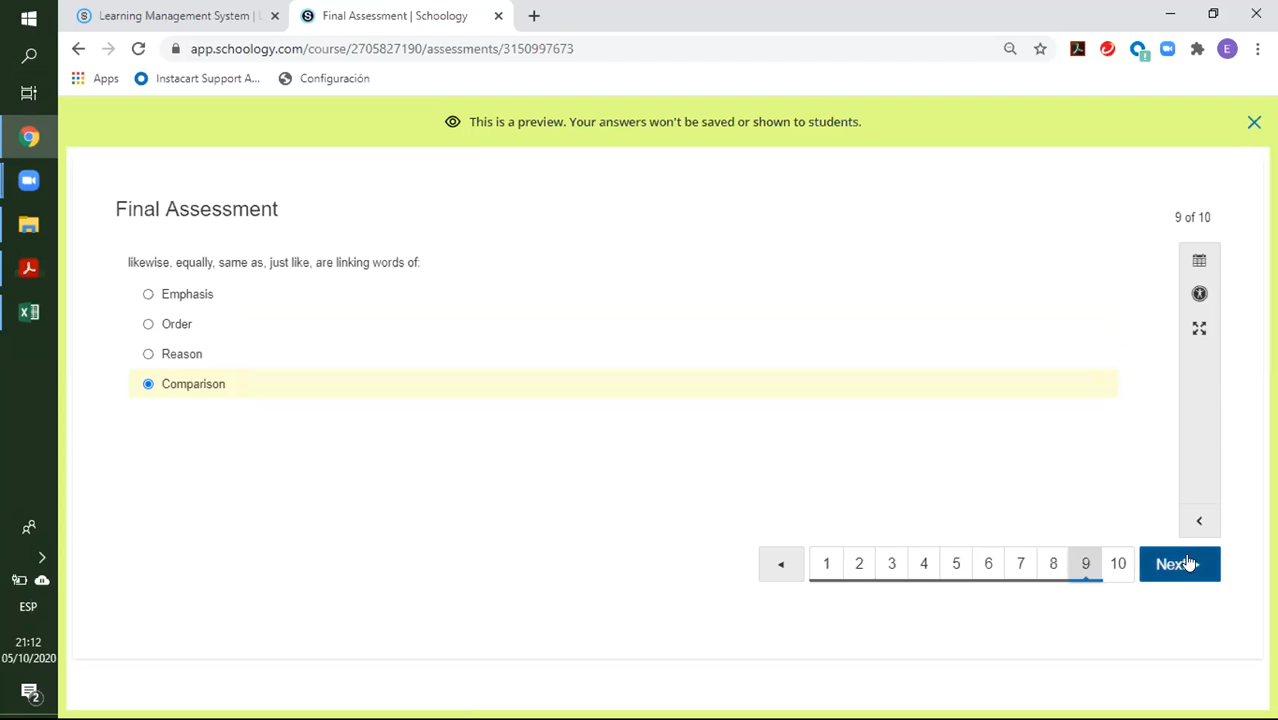 Learning Management System |
Final Assessment | Schoology
app.schoology.com/course/2705827190/assessments/3150997673
E
Apps
Instacart Support A...
Configuración
This is a preview. Your answers won't be saved or shown to students.
Final Assessment
9 of 10
likewise, equally, same as, just like, are linking words of:
Emphasis
Order
Reason
Comparison
1 2 3 4 5 6 7 8 9 10 Next
ESP
21:12
05/10/2020
2